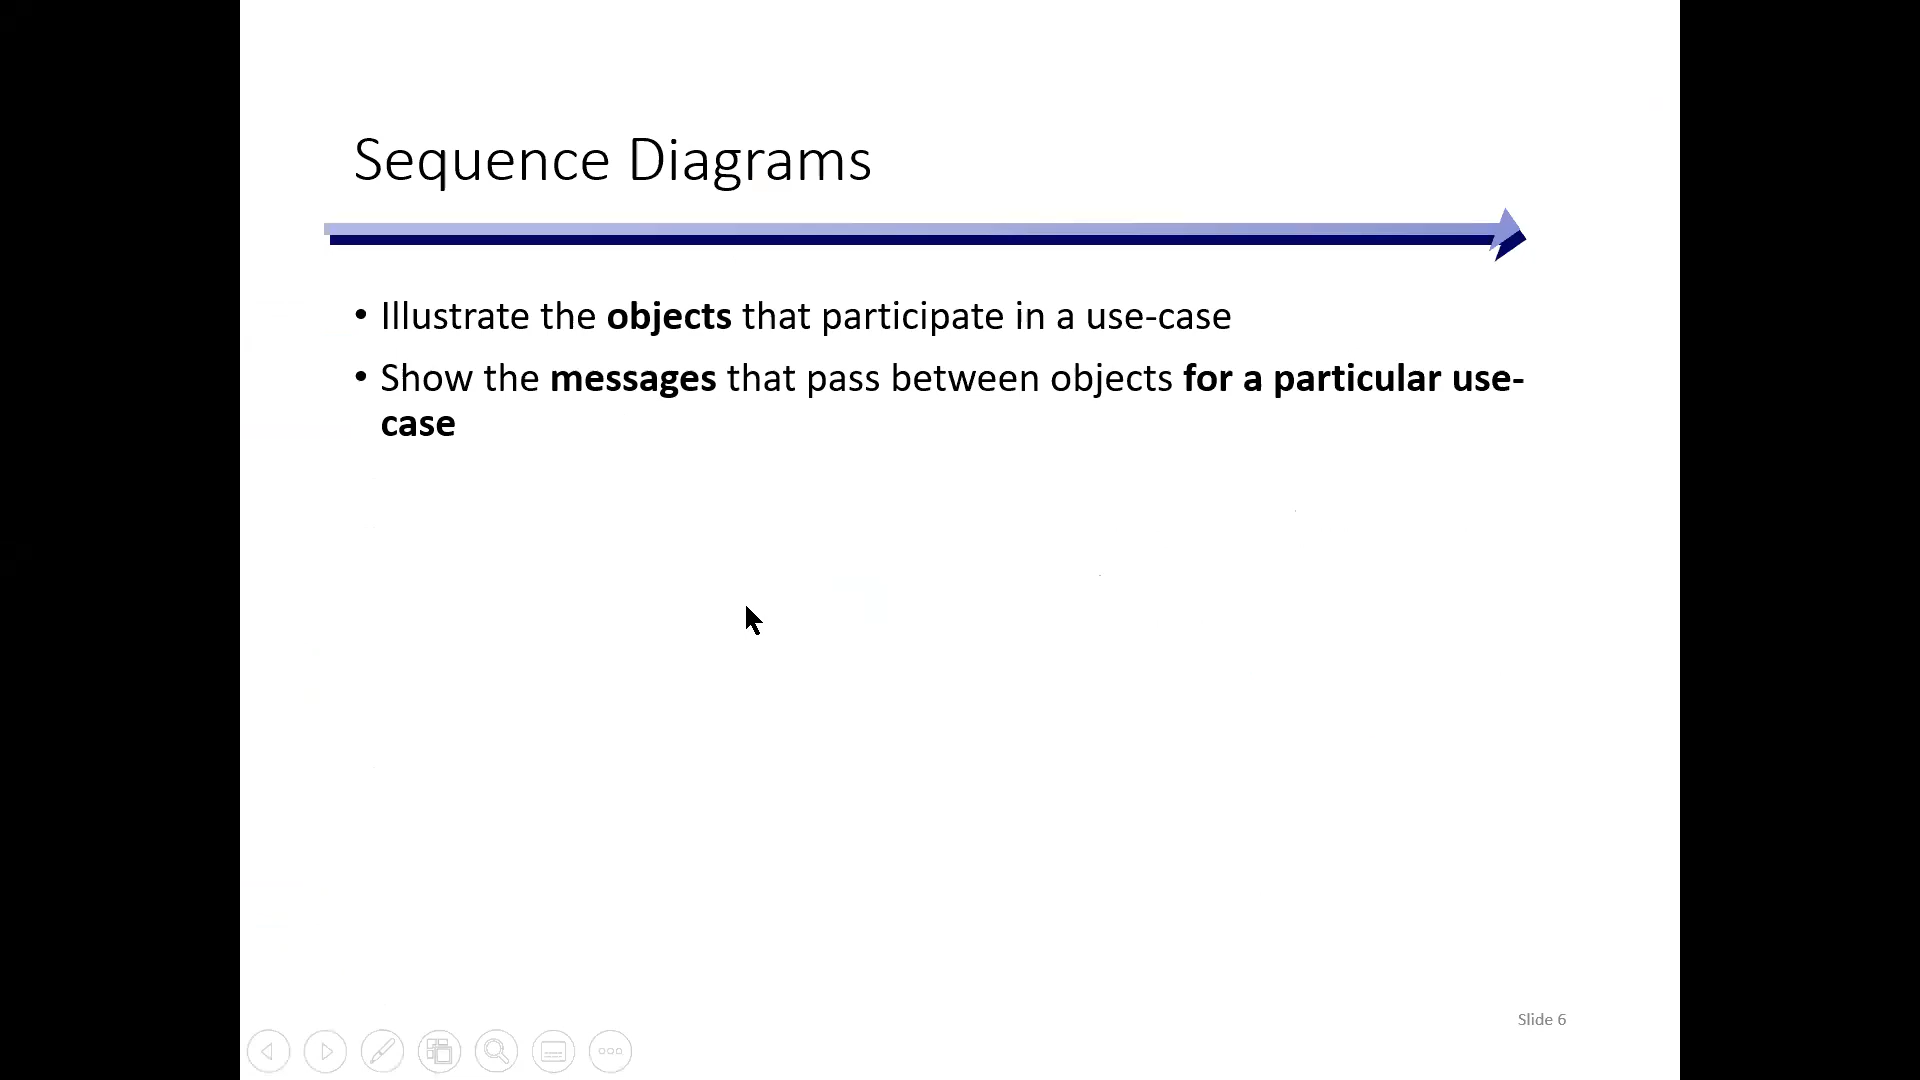 Sequence Diagrams
• Illustrate the objects that participate in a use-case
• Show the messages that pass between objects for a particular use-
case
Slide 6